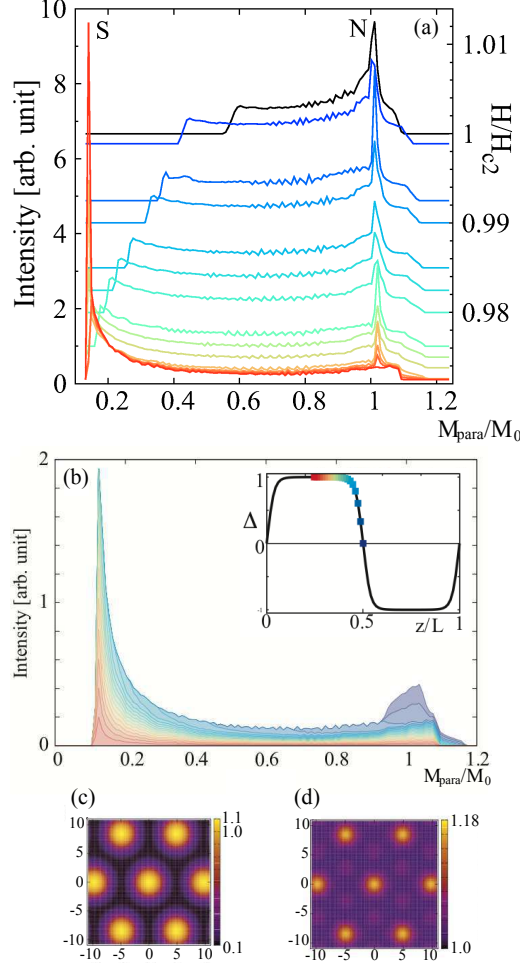 S N (a)
10
8
6
4
2
0
Intensity [arb. unit]
1.01
1
0.99
0.98
H/Hc2
0.2 0.4 0.6 0.8 1 1.2
Mpara/M0
(b)
2
1
0
Intensity [arb. unit]
0 0.2 0.4 0.6 0.8 1.0 1.2
Mpara/M0
1
Δ
0
-1
0 0.5 z/L 1
(c)
10
5
0
-5
-10
-10 -5 0 5 10
1.1
1.0
0.1
(d)
10
5
0
-5
-10
-10 -5 0 5 10
1.18
1.0